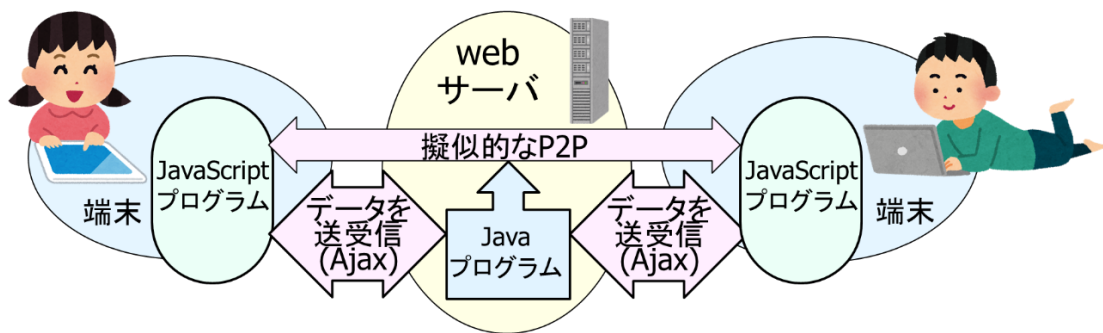 web
サーバ
擬似的なP2P
JavaScript
プログラム
端末
データを
送受信
(Ajax)
Java
プログラム
データを
送受信
(Ajax)
JavaScript
プログラム
端末